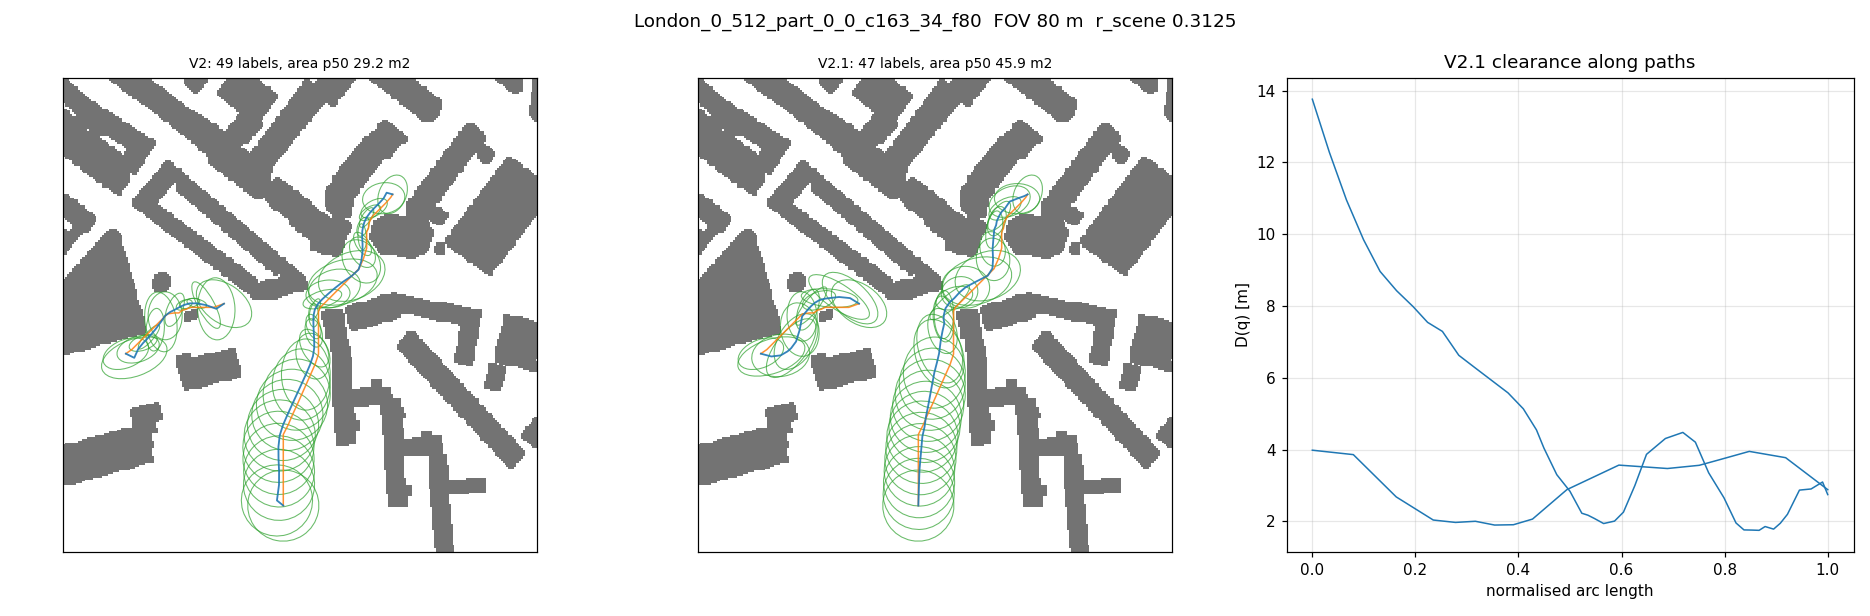 London_0_512_part_0_0_c163_34_f80  FOV 80 m  r_scene 0.3125
V2: 49 labels, area p50 29.2 m2
V2.1: 47 labels, area p50 45.9 m2
V2.1 clearance along paths
D(q) [m]
14
12
10
8
6
4
2
0.0 0.2 0.4 0.6 0.8 1.0
normalised arc length